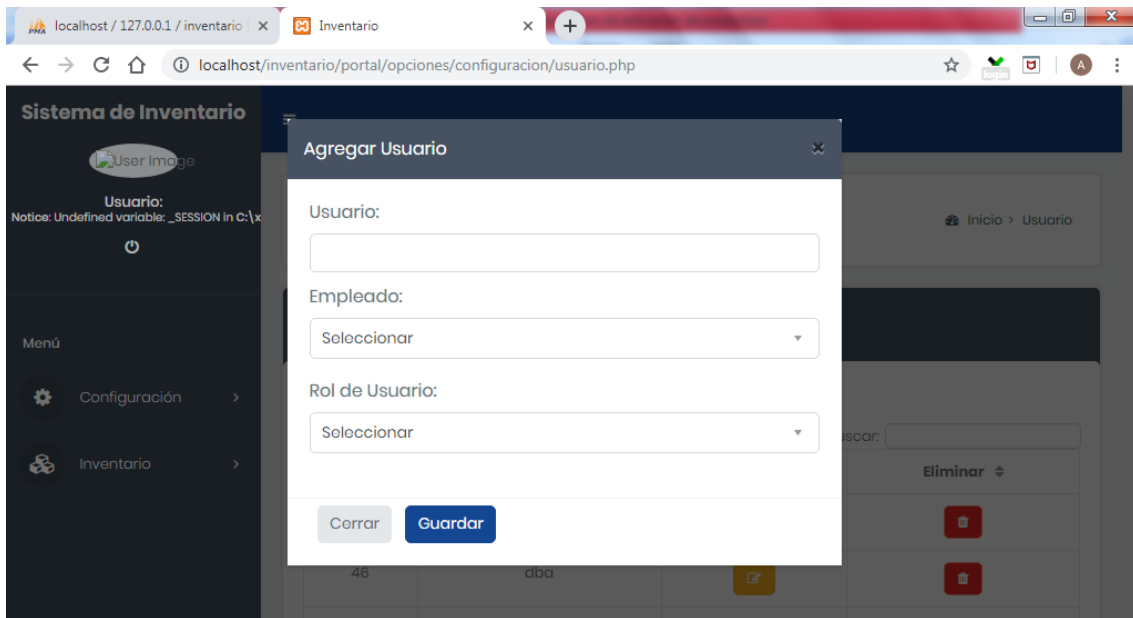 localhost / 127.0.0.1 / inventario
Inventario
localhost/inventario/portal/opciones/configuracion/usuario.php
login
A
Sistema de Inventario
User Image
Usuario:
Notice: Undefined variable: _SESSION in C:\x
Menú
Configuración
Inventario
Agregar Usuario
Usuario:
Empleado:
Seleccionar
Rol de Usuario:
Seleccionar
Cerrar
Guardar
Inicio > Usuario
uscar:
Eliminar
46
dba